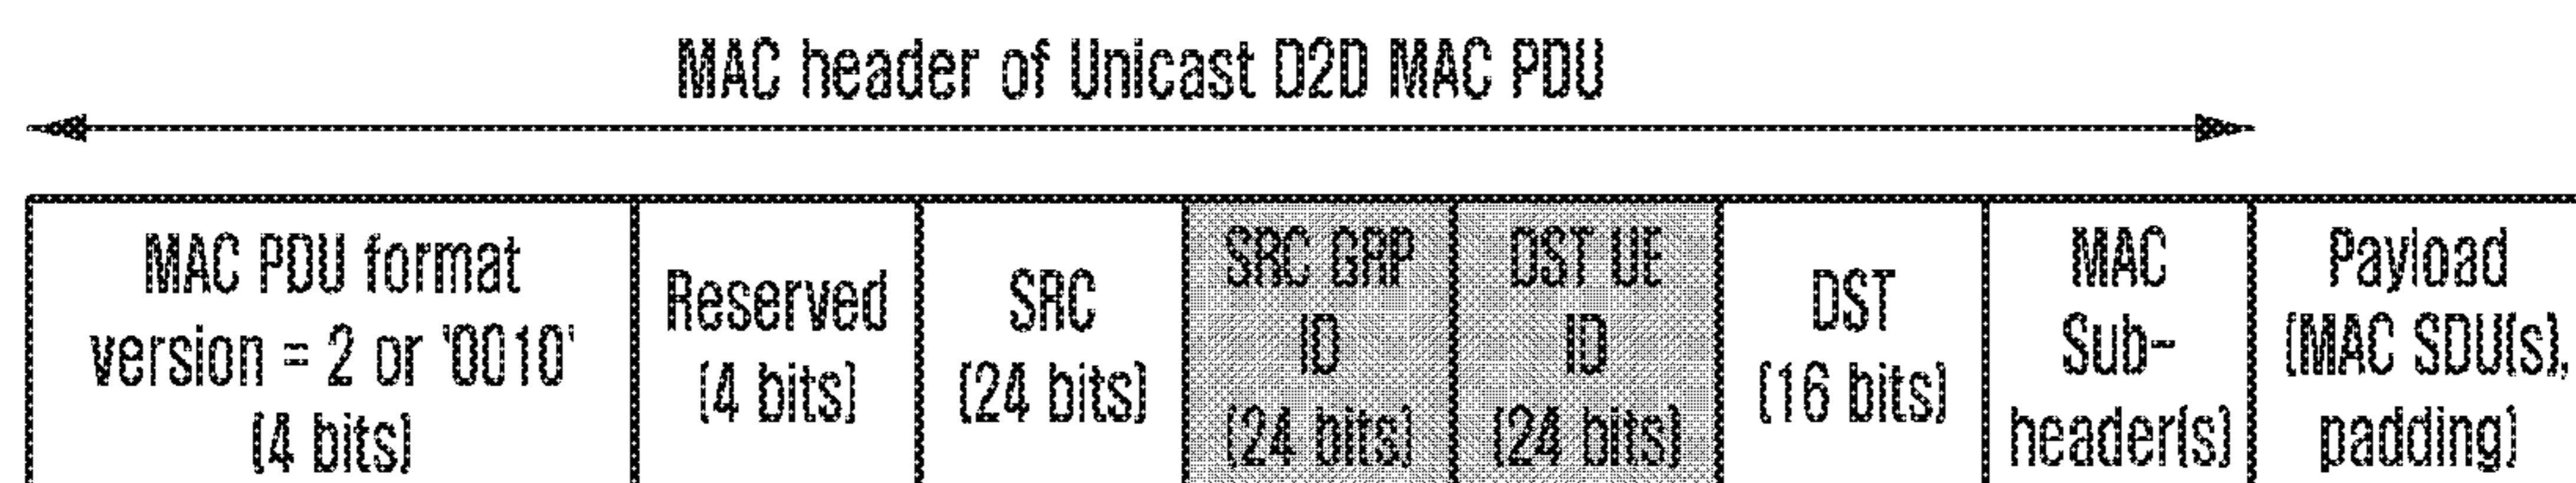 MAC header of Unicast D2D MAC PDU
MAC PDU format
version = 2 or '0010'
(4 bits)
Reserved
(4 bits)
SRC
(24 bits)
SRC GRP
ID
(24 bits)
DST UE
ID
(24 bits)
DST
(16 bits)
MAC
Sub-
header(s)
Payload
(MAC SDU(s),
padding)